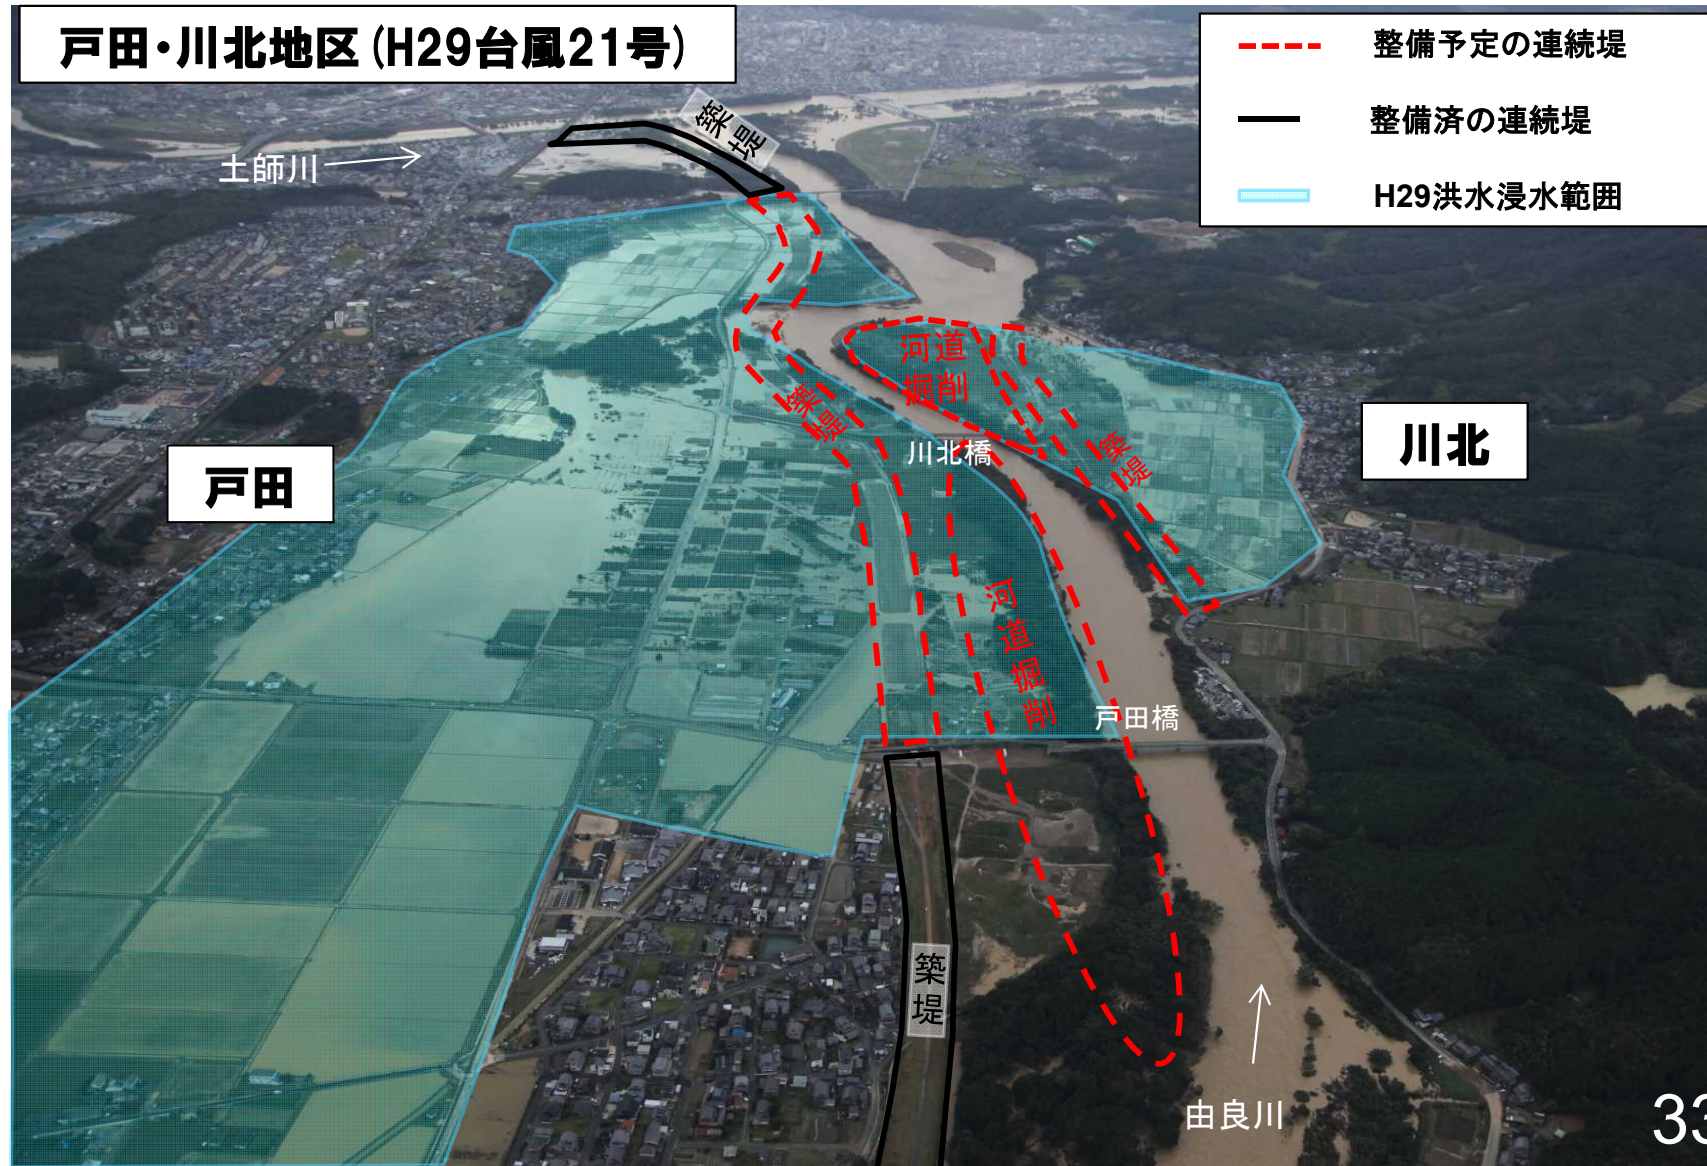 戸田・川北地区(H29台風21号)
整備予定の連続堤
整備済の連続堤
H29洪水浸水範囲
築堤
土師川
河道
掘削
築堤
川北橋
築堤
川北
戸田
河道掘削
戸田橋
築堤
由良川
33